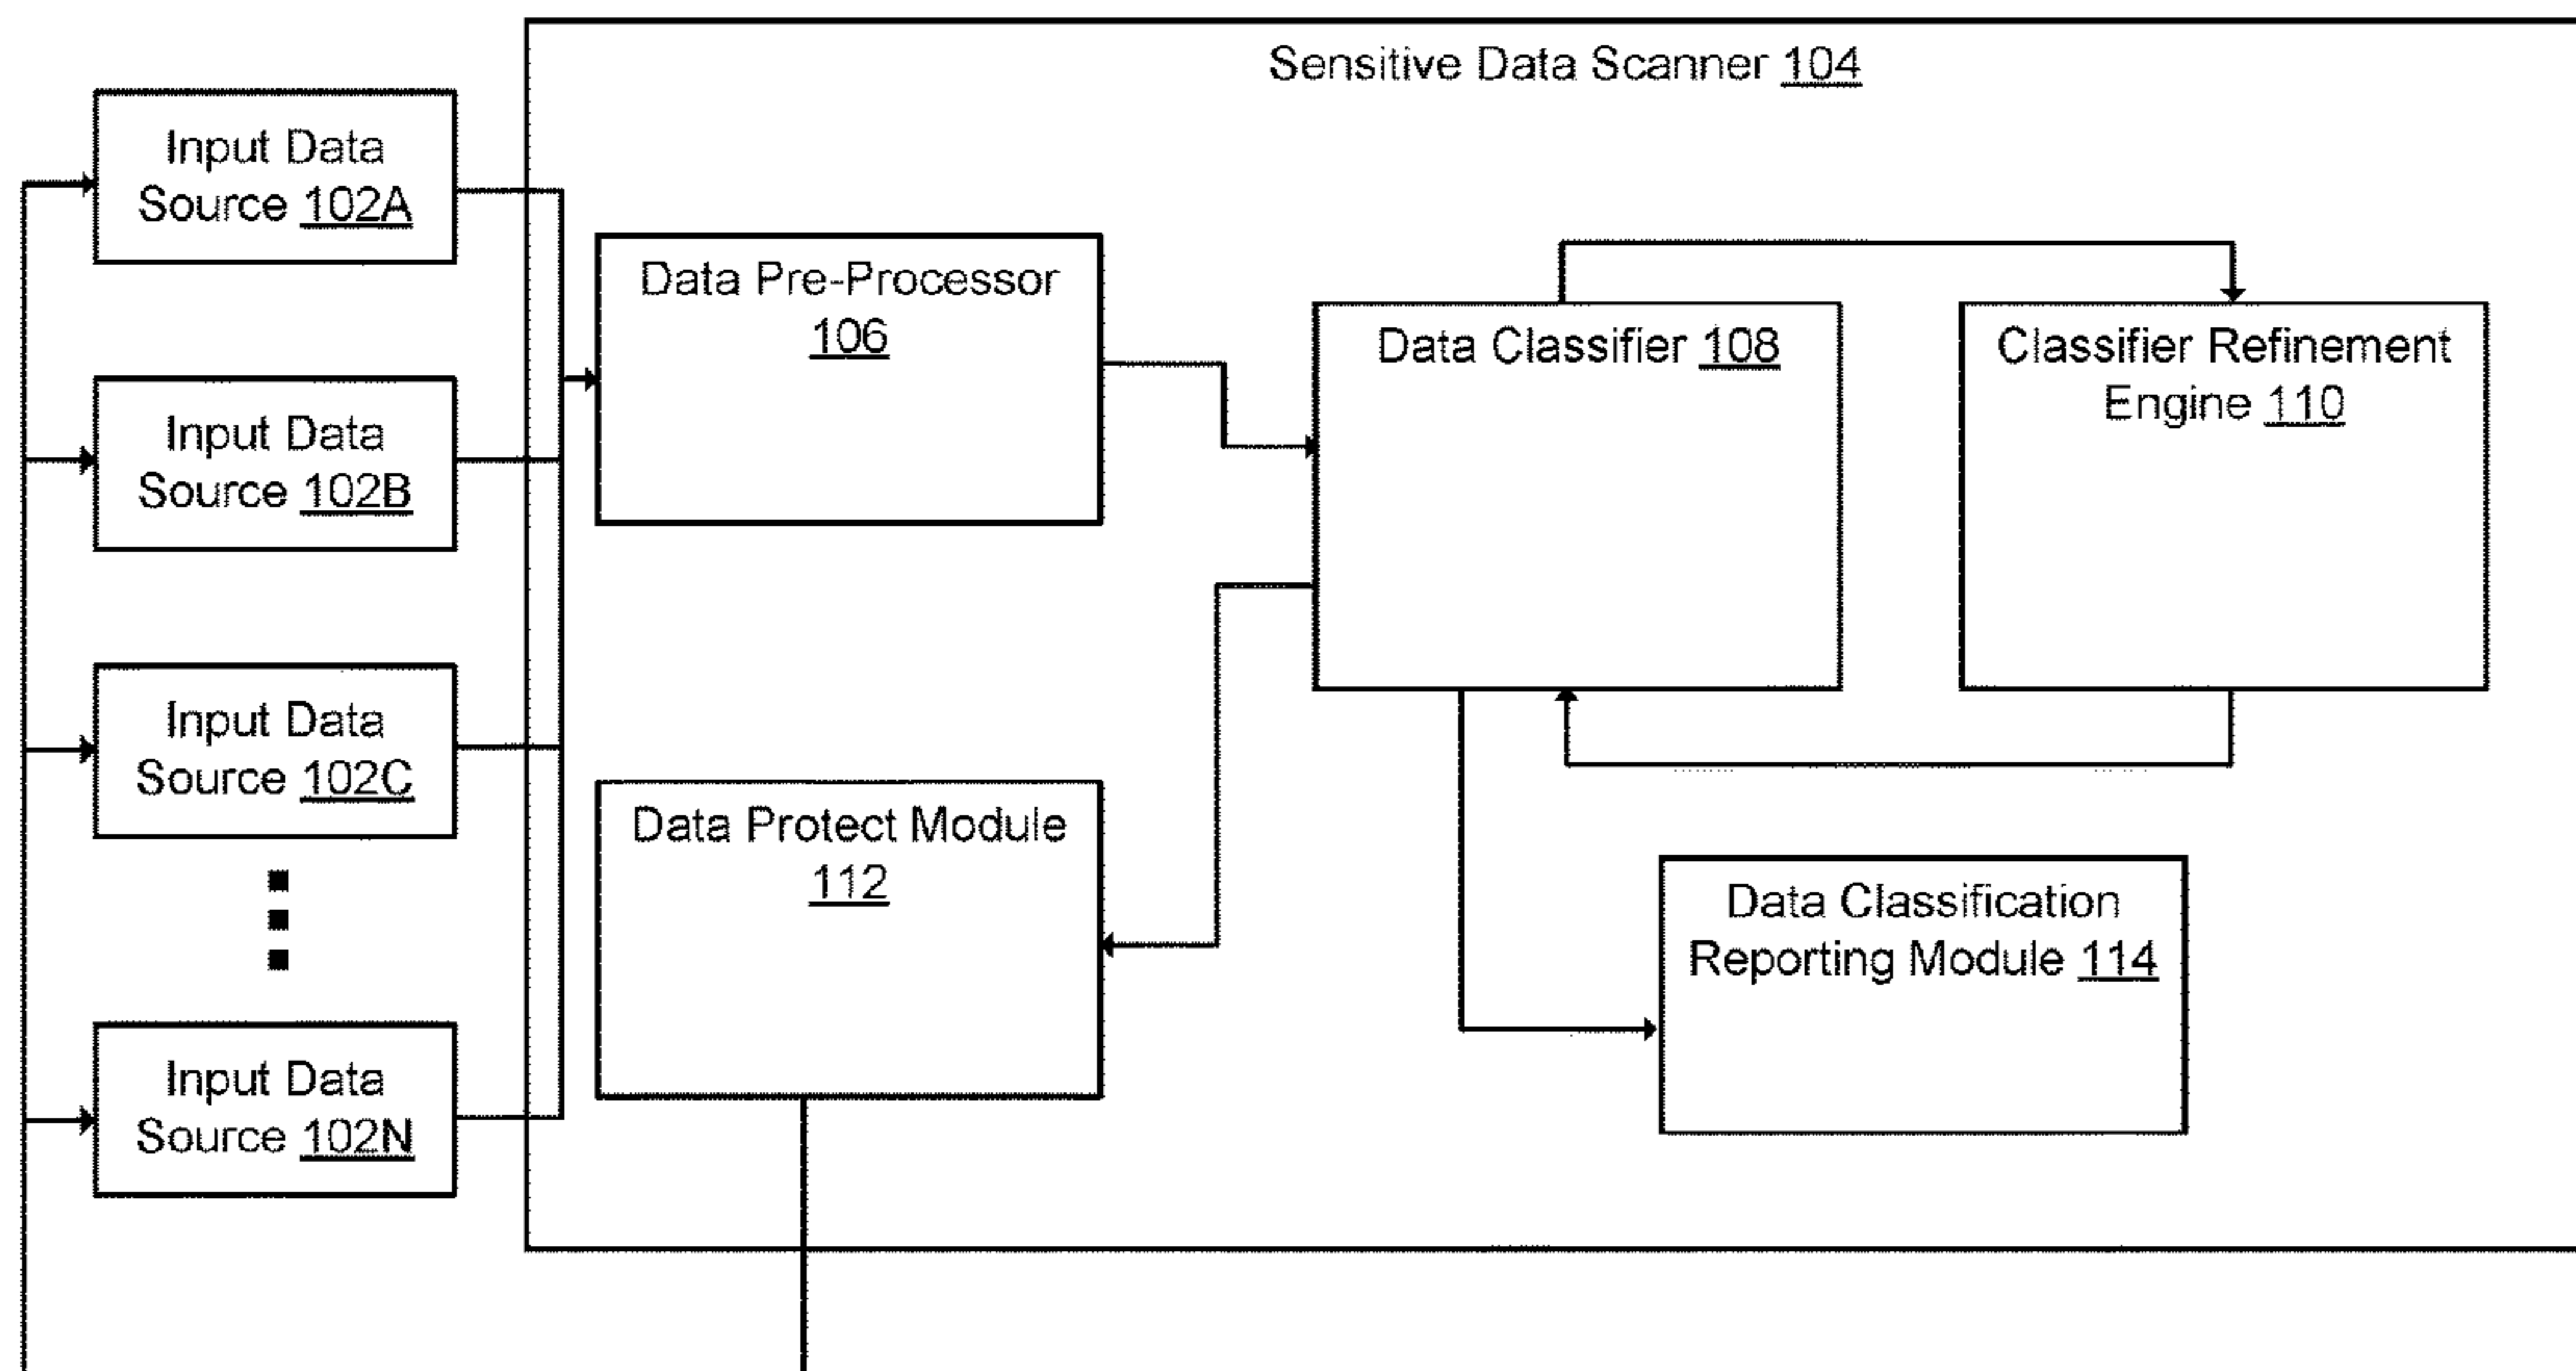 Sensitive Data Scanner 104
Input Data
Source 102A
Input Data
Source 102B
Input Data
Source 102C
Input Data
Source 102N
Data Pre-Processor
106
Data Protect Module
112
Data Classifier 108
Classifier Refinement
Engine 110
Data Classification
Reporting Module 114